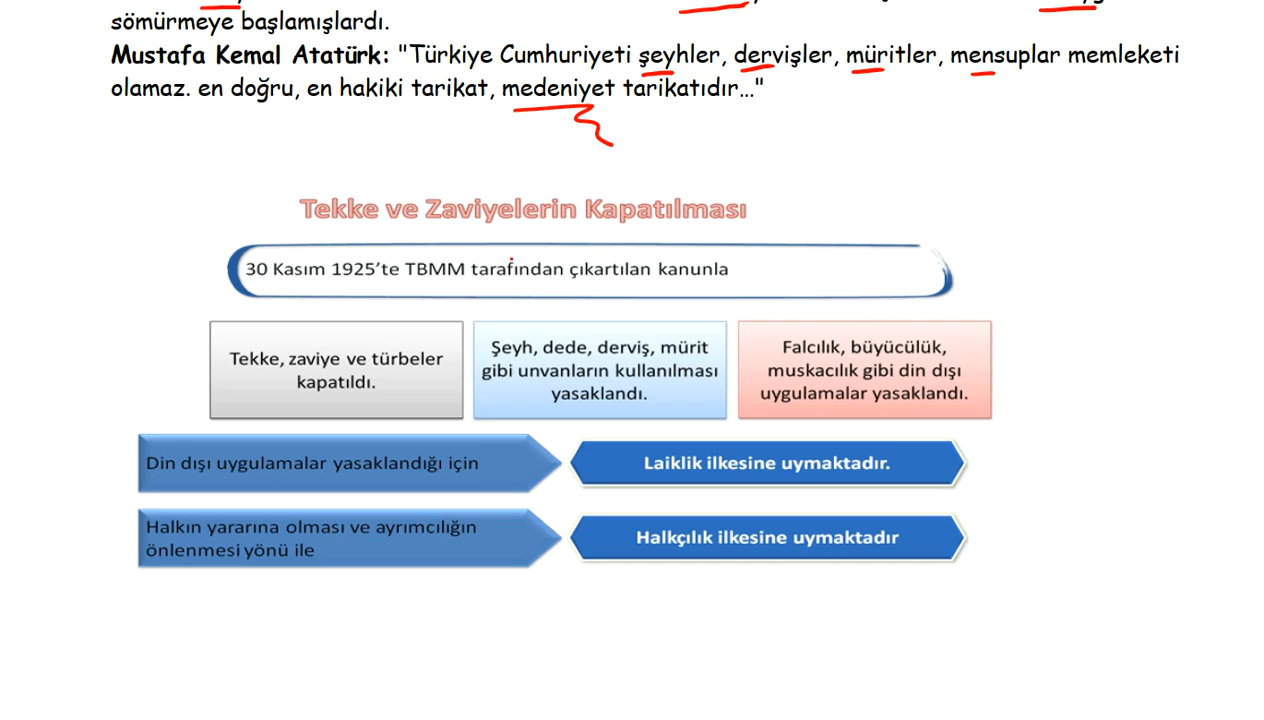 sömürmeye başlamışlardı.
Mustafa Kemal Atatürk: "Türkiye Cumhuriyeti şeyhler, dervişler, müritler, mensuplar memleketi
olamaz. en doğru, en hakiki tarikat, medeniyet tarikatıdır..."
Tekke ve Zaviyelerin Kapatılması
30 Kasım 1925'te TBMM tarafından çıkartılan kanunla
Tekke, zaviye ve türbeler
kapatıldı.
Şeyh, dede, derviş, mürit
gibi unvanların kullanılması
yasaklandı.
Falcılık, büyücülük,
muskacılık gibi din dışı
uygulamalar yasaklandı.
Din dışı uygulamalar yasaklandığı için
Laiklik ilkesine uymaktadır.
Halkın yararına olması ve ayrımcılığın
önlenmesi yönü ile
Halkçılık ilkesine uymaktadır